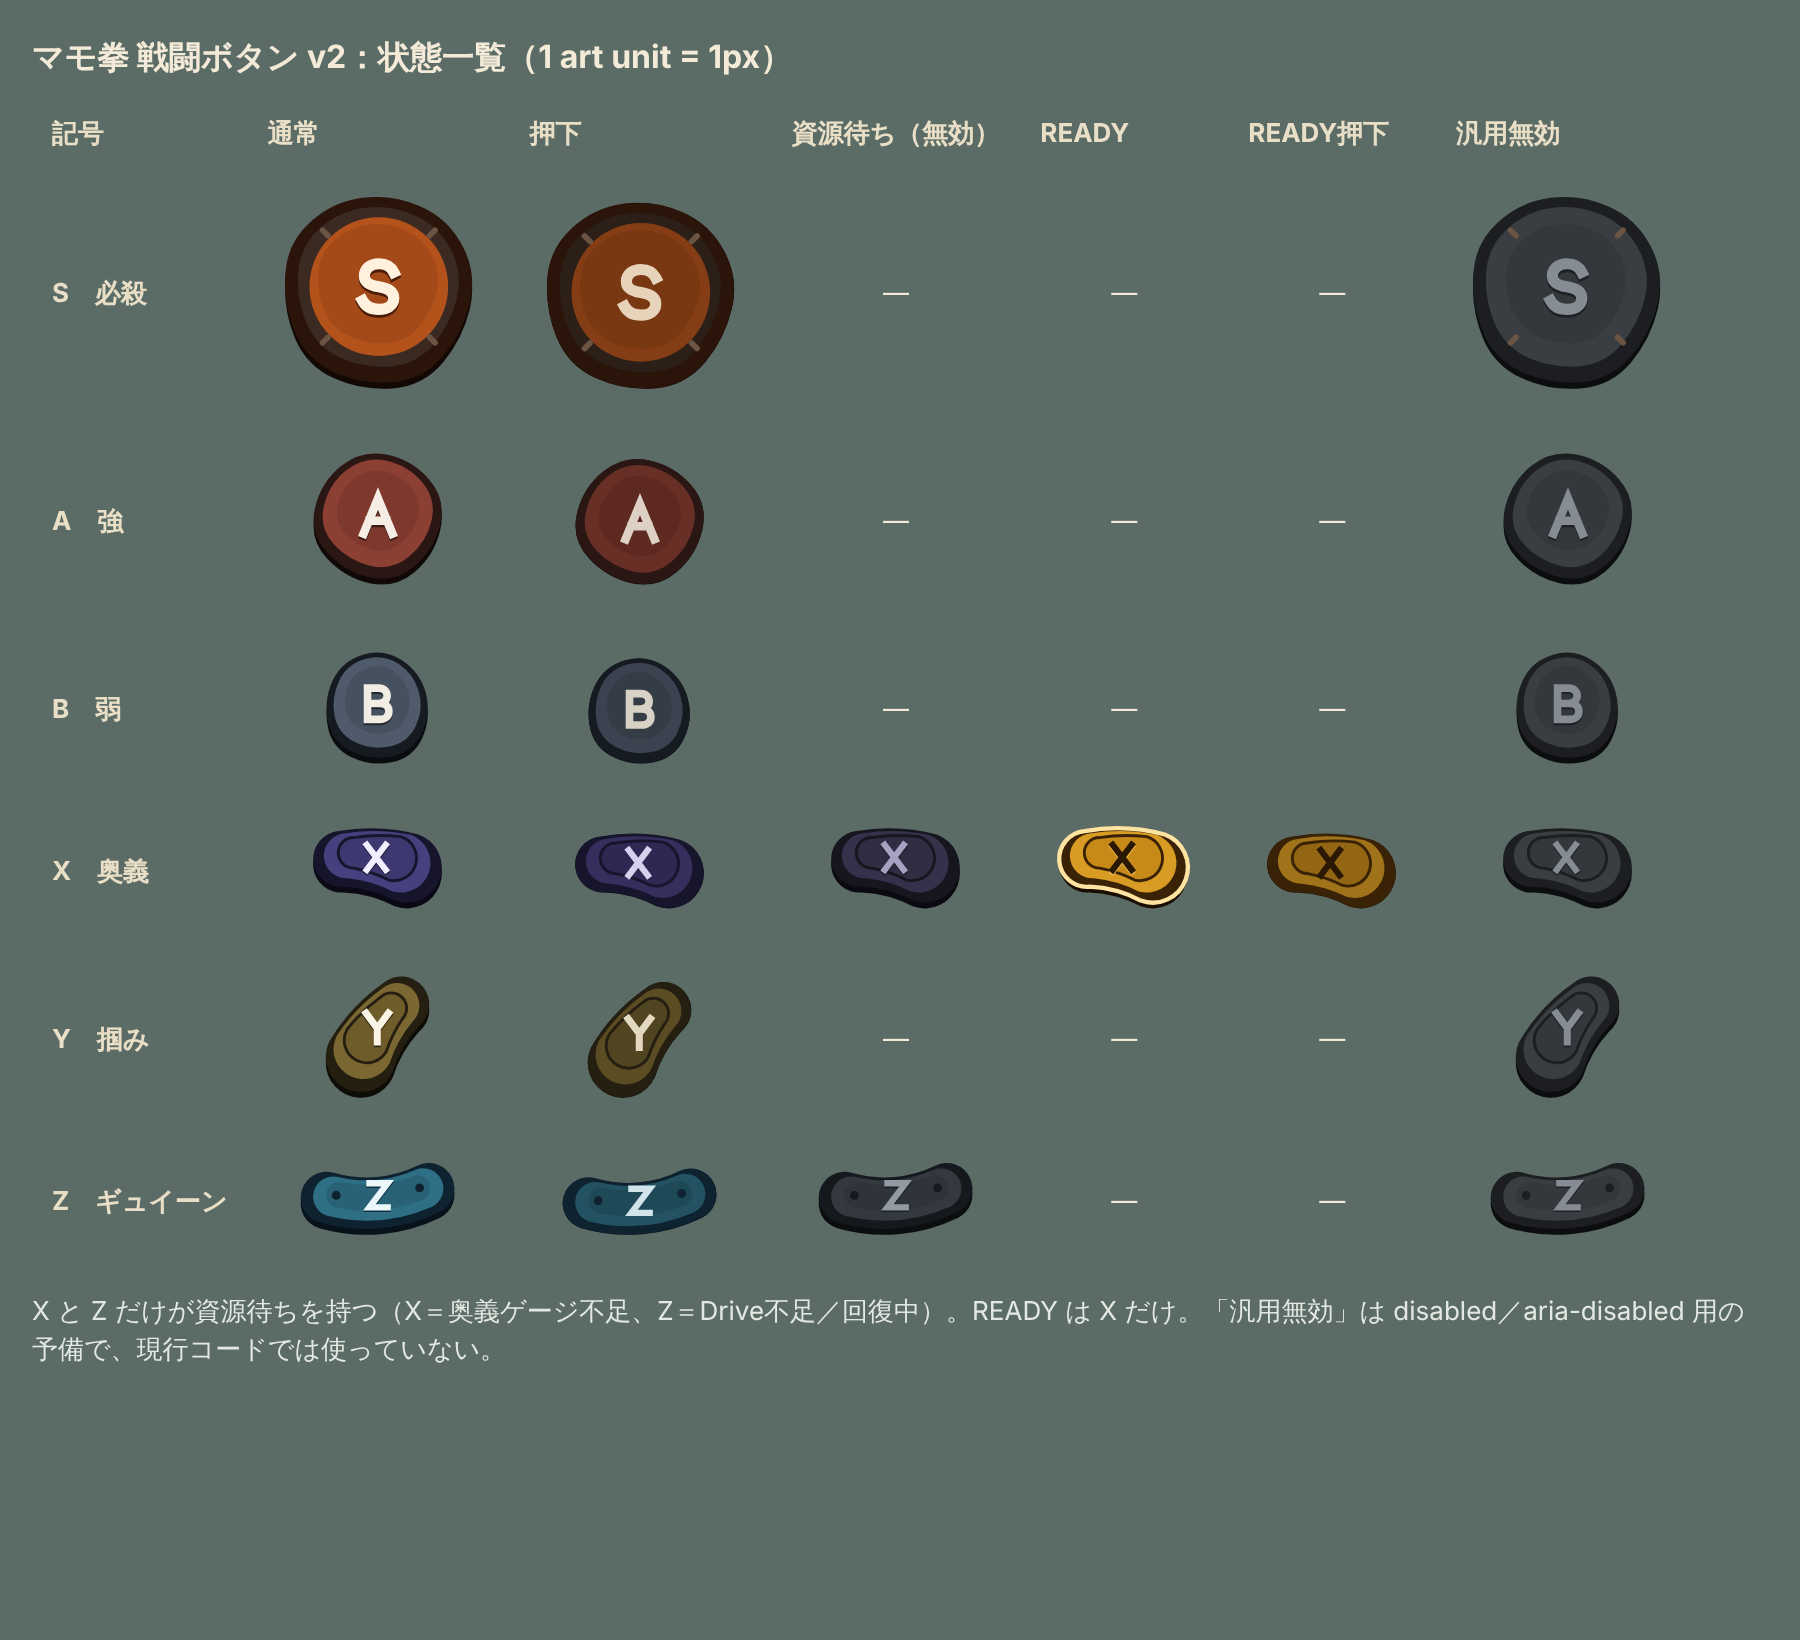 マモ拳 戦闘ボタン v2：状態一覧（1 art unit = 1px）
記号 通常 押下 資源待ち（無効） READY READY押下 汎用無効
S 必殺 S S — — — S
A 強 A A — — — A
B 弱 B B — — — B
X 奥義 X X X X X X
Y 掴み Y Y — — — Y
Z ギュイーン Z Z Z — — Z
X と Z だけが資源待ちを持つ（X＝奥義ゲージ不足、Z＝Drive不足／回復中）。READY は X だけ。「汎用無効」は disabled／aria-disabled 用の
予備で、現行コードでは使っていない。